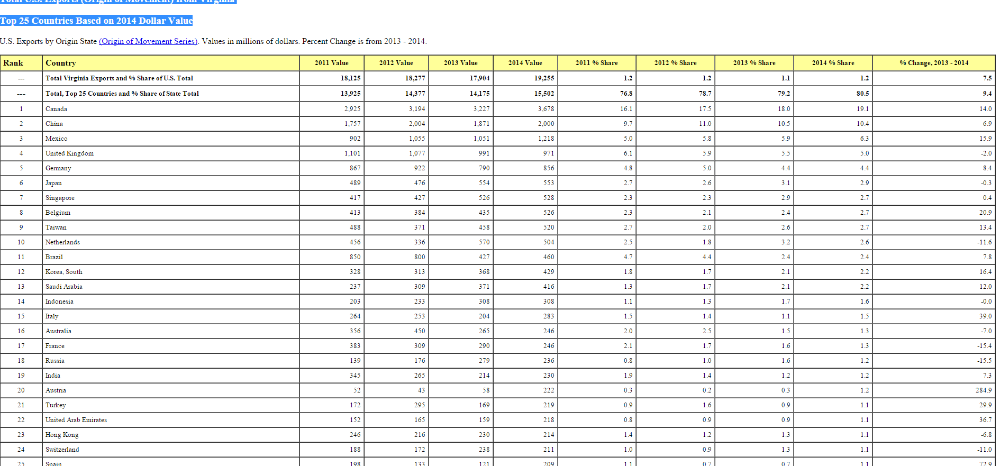 Total U.S. Exports (Origin of Movement) from Virginia
Top 25 Countries Based on 2014 Dollar Value
U.S. Exports by Origin State (Origin of Movement Series). Values in millions of dollars. Percent Change is from 2013 - 2014.
Rank Country 2011 Value 2012 Value 2013 Value 2014 Value 2011 % Share 2012 % Share 2013 % Share 2014 % Share % Change, 2013 - 2014
--- Total Virginia Exports and % Share of U.S. Total 18,125 18,277 17,904 19,255 1.2 1.2 1.1 1.2 7.5
--- Total, Top 25 Countries and % Share of State Total 13,925 14,377 14,175 15,502 76.8 78.7 79.2 80.5 9.4
1 Canada 2,925 3,194 3,227 3,678 16.1 17.5 18.0 19.1 14.0
2 China 1,757 2,004 1,871 2,000 9.7 11.0 10.5 10.4 6.9
3 Mexico 902 1,055 1,051 1,218 5.0 5.8 5.9 6.3 15.9
4 United Kingdom 1,101 1,077 991 971 6.1 5.9 5.5 5.0 -2.0
5 Germany 867 922 790 856 4.8 5.0 4.4 4.4 8.4
6 Japan 489 476 554 553 2.7 2.6 3.1 2.9 -0.3
7 Singapore 417 427 526 528 2.3 2.3 2.9 2.7 0.4
8 Belgium 413 384 435 526 2.3 2.1 2.4 2.7 20.9
9 Taiwan 488 371 458 520 2.7 2.0 2.6 2.7 13.4
10 Netherlands 456 336 570 504 2.5 1.8 3.2 2.6 -11.6
11 Brazil 850 800 427 460 4.7 4.4 2.4 2.4 7.8
12 Korea, South 328 313 368 429 1.8 1.7 2.1 2.2 16.4
13 Saudi Arabia 237 309 371 416 1.3 1.7 2.1 2.2 12.0
14 Indonesia 203 233 308 308 1.1 1.3 1.7 1.6 -0.0
15 Italy 264 253 204 283 1.5 1.4 1.1 1.5 39.0
16 Australia 356 450 265 246 2.0 2.5 1.5 1.3 -7.0
17 France 383 309 290 246 2.1 1.7 1.6 1.3 -15.4
18 Russia 139 176 279 236 0.8 1.0 1.6 1.2 -15.5
19 India 345 265 214 230 1.9 1.4 1.2 1.2 7.3
20 Austria 52 43 58 222 0.3 0.2 0.3 1.2 284.9
21 Turkey 172 295 169 219 0.9 1.6 0.9 1.1 29.9
22 United Arab Emirates 152 165 159 218 0.8 0.9 0.9 1.1 36.7
23 Hong Kong 246 216 230 214 1.4 1.2 1.3 1.1 -6.8
24 Switzerland 188 172 238 211 1.0 0.9 1.3 1.1 -11.0
25 Spain 198 133 121 209 1.1 0.7 0.7 1.1 72.9